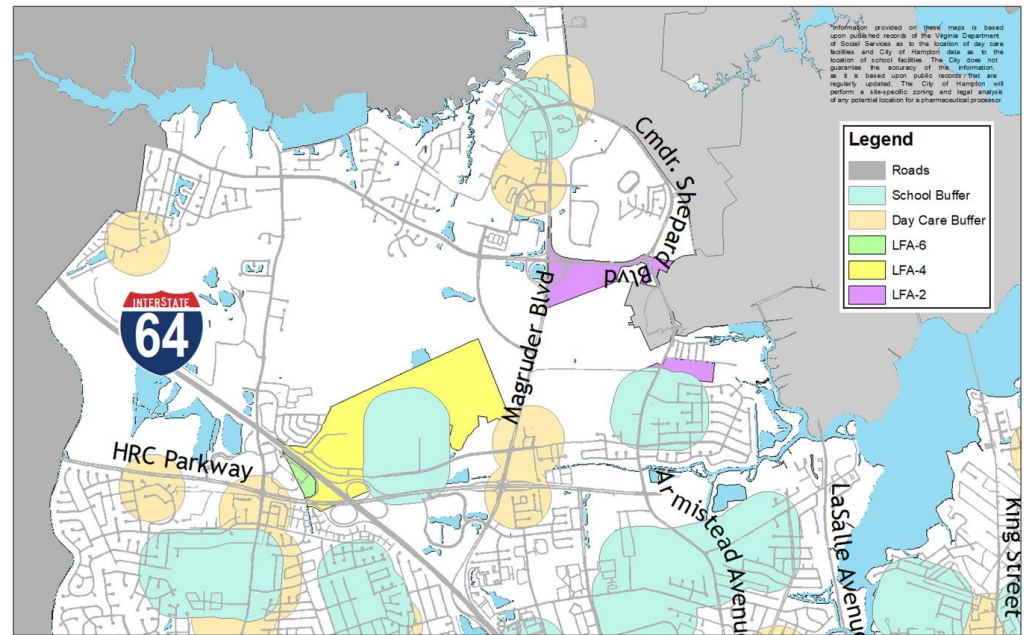 *Information provided on these maps is based
upon published records of the Virginia Department
of Social Services as to the location of day care
facilities and City of Hampton data as to the
location of school facilities. The City does not
guarantee the accuracy of this information,
as it is based upon public records that are
regularly updated. The City of Hampton will
perform a site-specific zoning and legal analysis
of any potential location for a pharmaceutical processor.
Cmdr. Shepard Blvd
Legend
Roads
School Buffer
Day Care Buffer
LFA-6
LFA-4
LFA-2
INTERSTATE
64
Magruder Blvd
HRC Parkway
Armistead Avenue
LaSalle Avenue
King Street